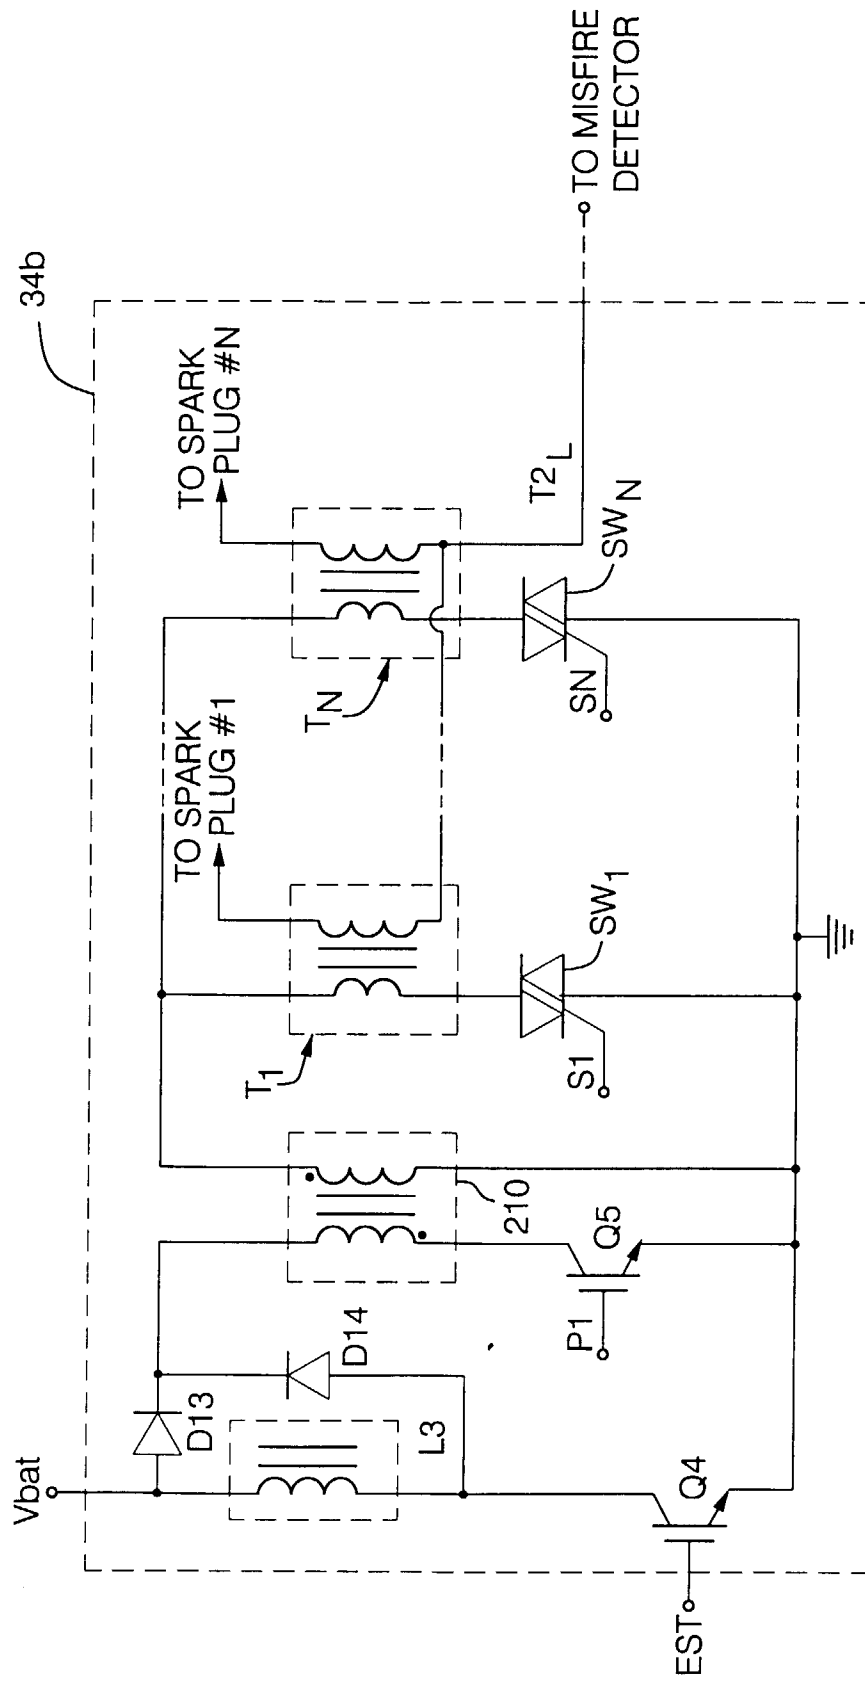 34b
Vbat
D13
D14
L3
Q4
EST
P1
Q5
210
T1
TO SPARK
PLUG #1
S1
SW1
TN
TO SPARK
PLUG #N
SN
SWN
T2L
TO MISFIRE
DETECTOR